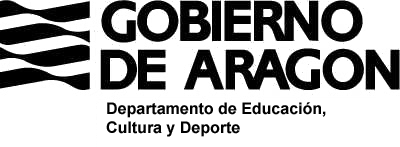 GOBIERNO
DE ARAGON
Departamento de Educación,
Cultura y Deporte